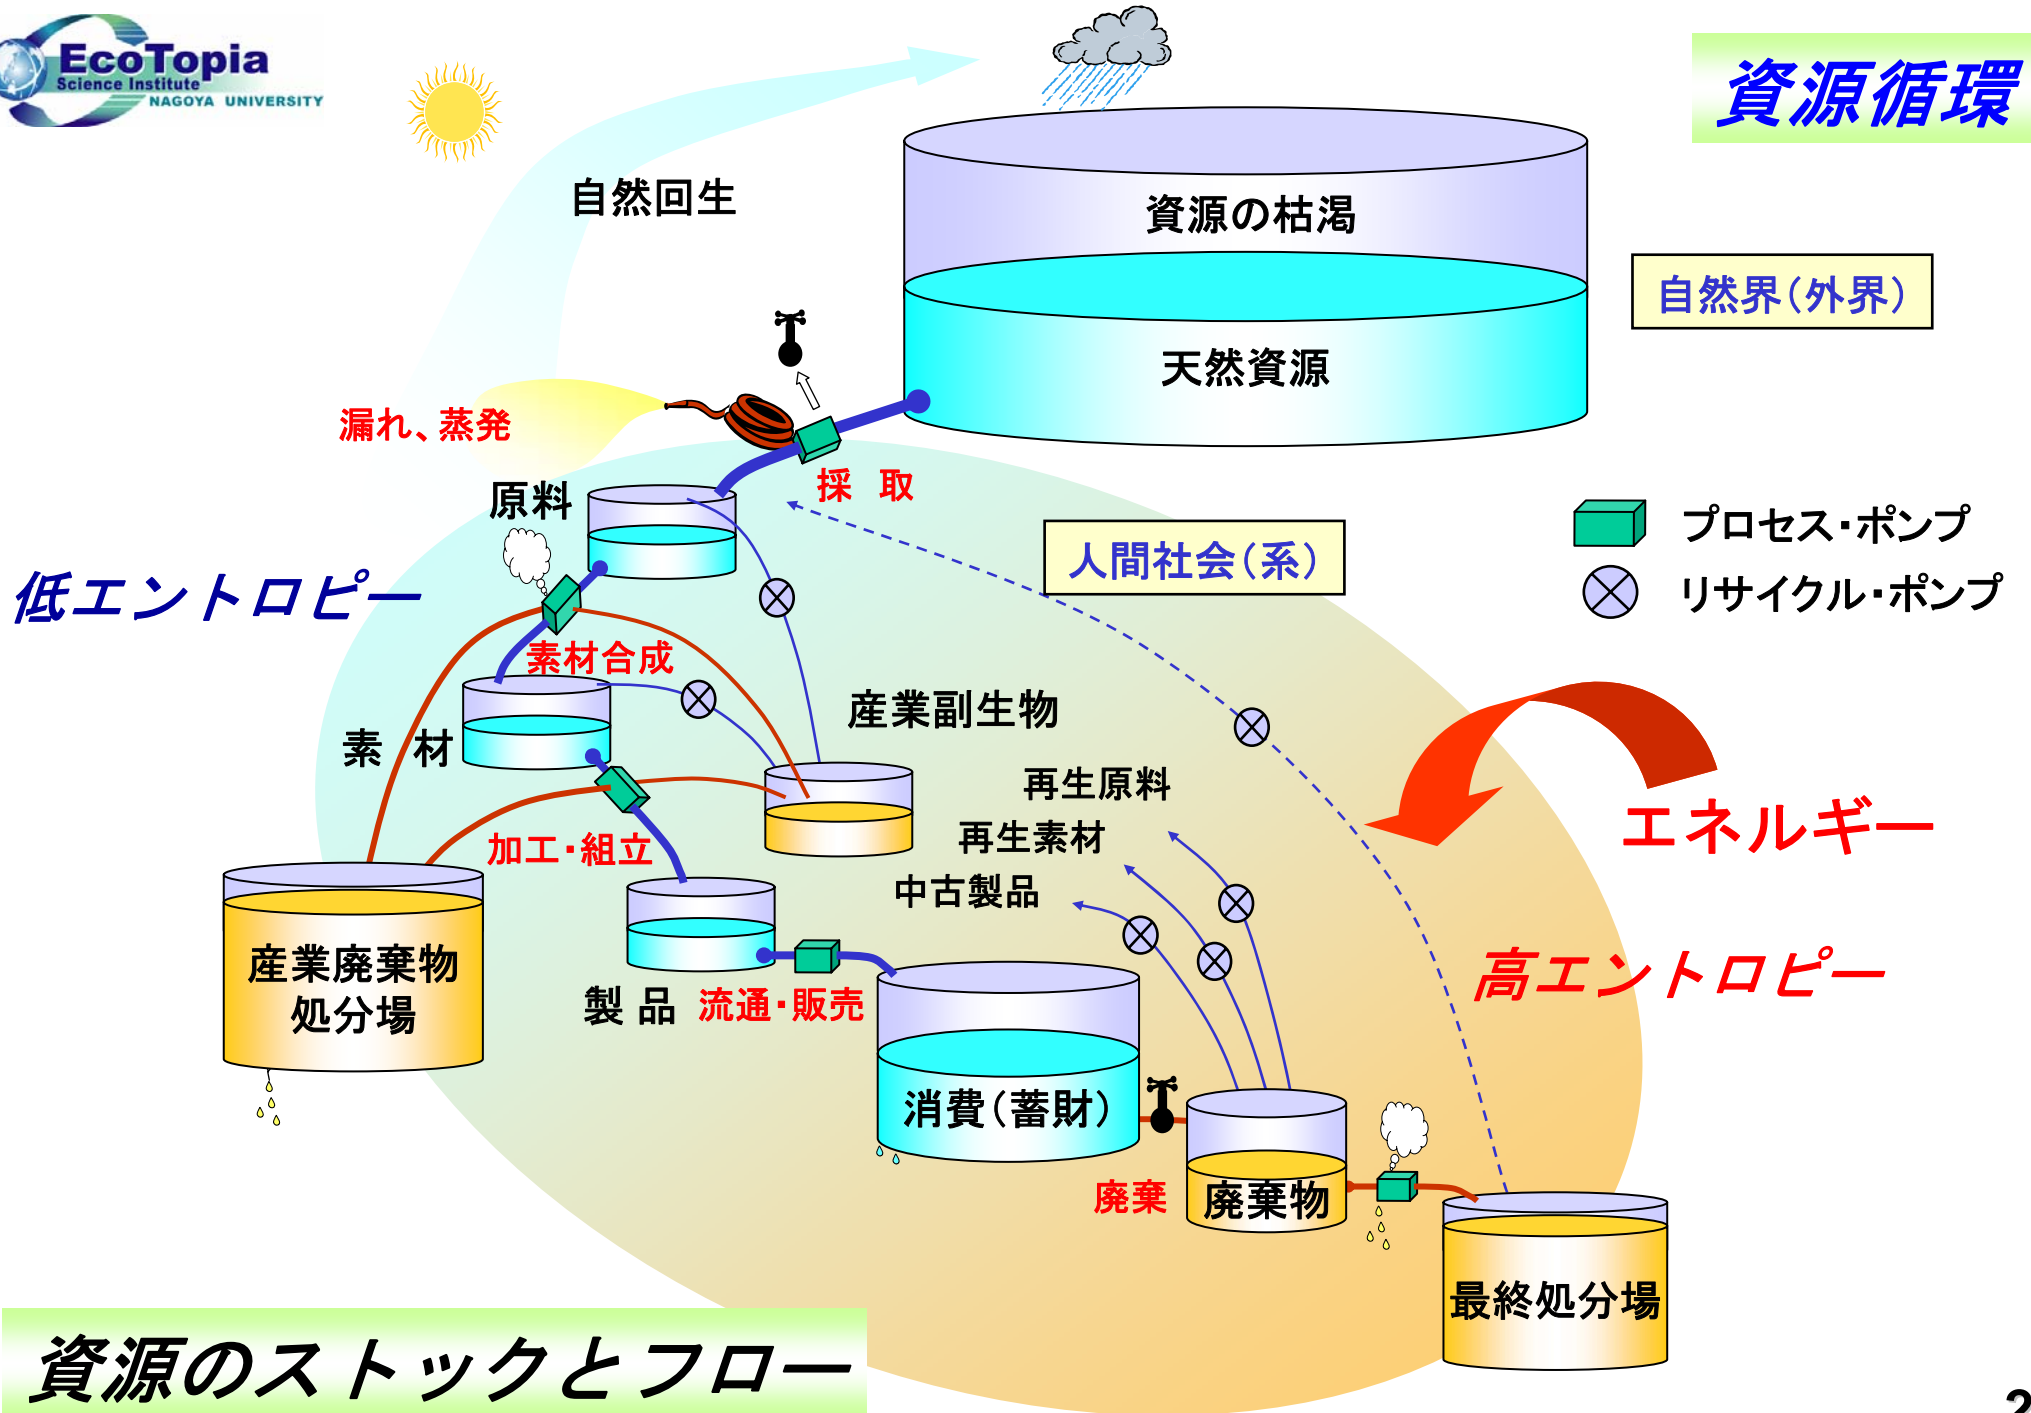 EcoTopia
Science Institute
NAGOYA UNIVERSITY
資源循環
自然回生
資源の枯渇
自然界(外界)
天然資源
漏れ、蒸発
採 取
原料
人間社会(系)
プロセス・ポンプ
リサイクル・ポンプ
低エントロピー
素材合成
産業副生物
素 材
再生原料
再生素材
中古製品
エネルギー
加工・組立
産業廃棄物
処分場
高エントロピー
製 品
流通・販売
消費(蓄財)
廃棄
廃棄物
最終処分場
資源のストックとフロー
2